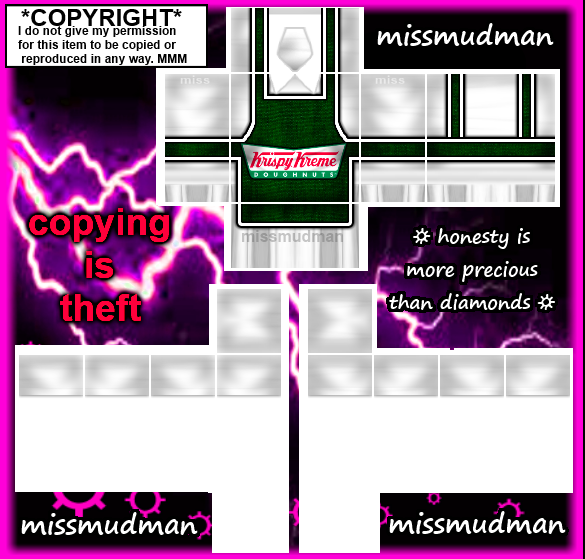 *COPYRIGHT*
I do not give my permission
for this item to be copied or
reproduced in any way. MMM
missmudman
miss
miss
Krispy Kreme
DOUGHNUTS
missmudman
copying
is
theft
☼ honesty is
more precious
than diamonds ☼
missmudman
missmudman